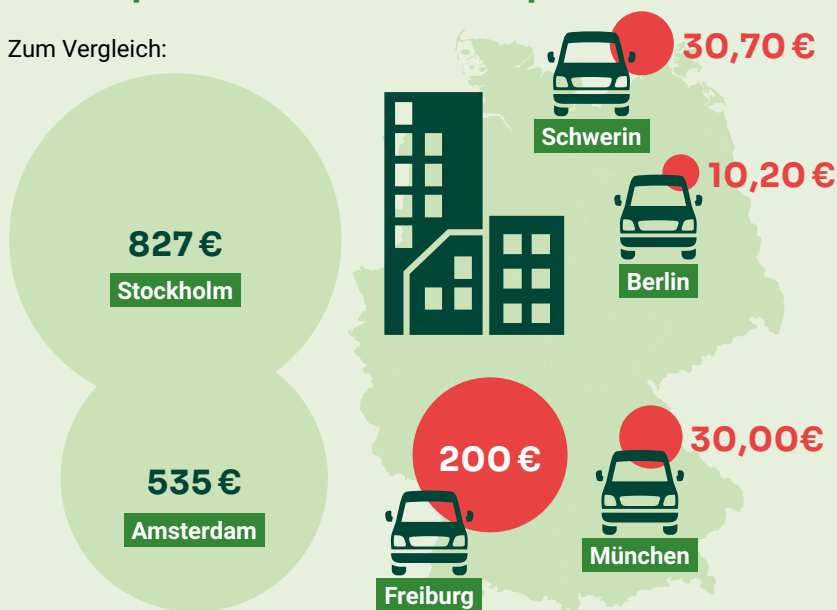 Zum Vergleich:
827 €
Stockholm
535 €
Amsterdam
30,70 €
Schwerin
10,20 €
Berlin
200 €
Freiburg
30,00€
München